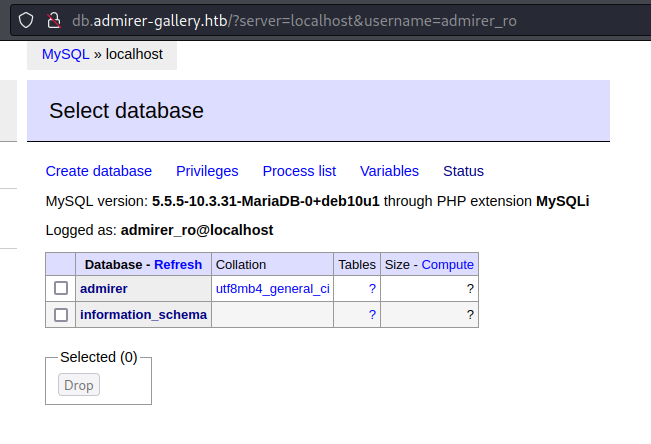 db.admirer-gallery.htb/?server=localhost&username=admirer_ro
MySQL » localhost
Select database
Create database Privileges Process list Variables Status
MySQL version: 5.5.5-10.3.31-MariaDB-0+deb10u1 through PHP extension MySQLi
Logged as: admirer_ro@localhost
Database - Refresh Collation Tables Size - Compute
admirer utf8mb4_general_ci ? ?
information_schema ? ?
Selected (0)
Drop